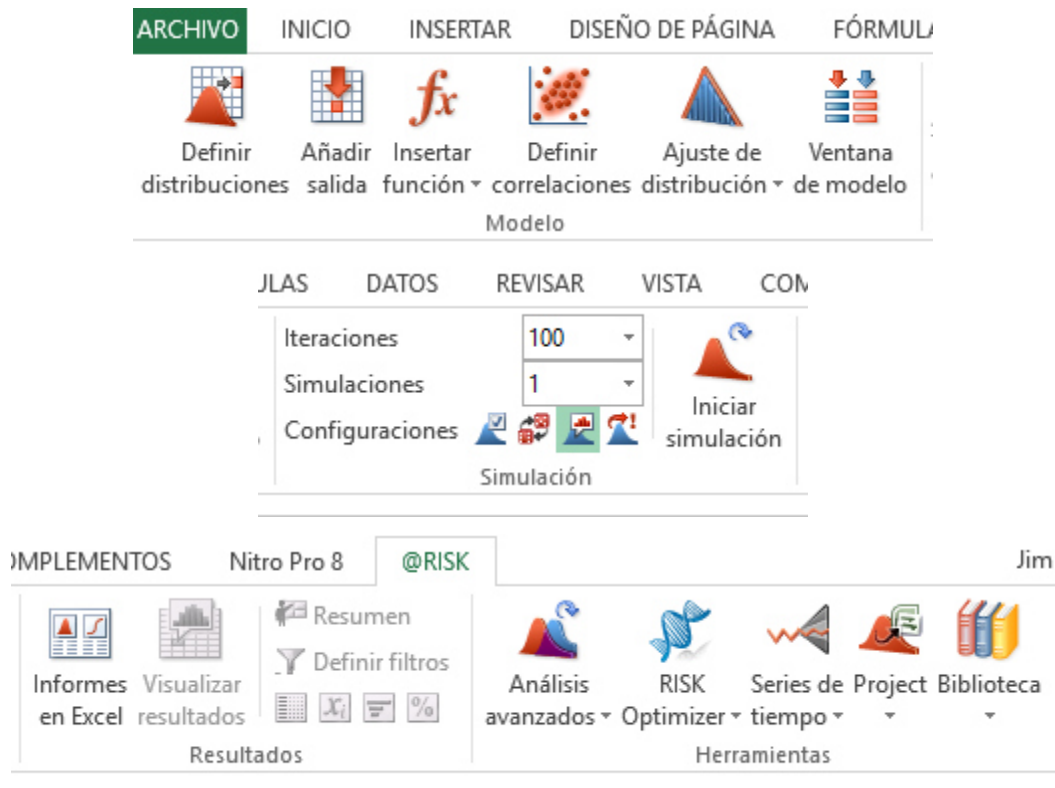 ARCHIVO INICIO INSERTAR DISEÑO DE PÁGINA FÓRMULA
Definir Añadir Insertar Definir Ajuste de Ventana
distribuciones salida función correlaciones distribución de modelo
Modelo
ULAS DATOS REVISAR VISTA COM
Iteraciones 100
Simulaciones 1
Configuraciones
Iniciar
simulación
Simulación
OMPLEMENTOS Nitro Pro 8 @RISK Jim
Resumen
Definir filtros
Informes Visualizar Análisis RISK Series de Project Biblioteca
en Excel resultados avanzados Optimizer tiempo
Resultados Herramientas